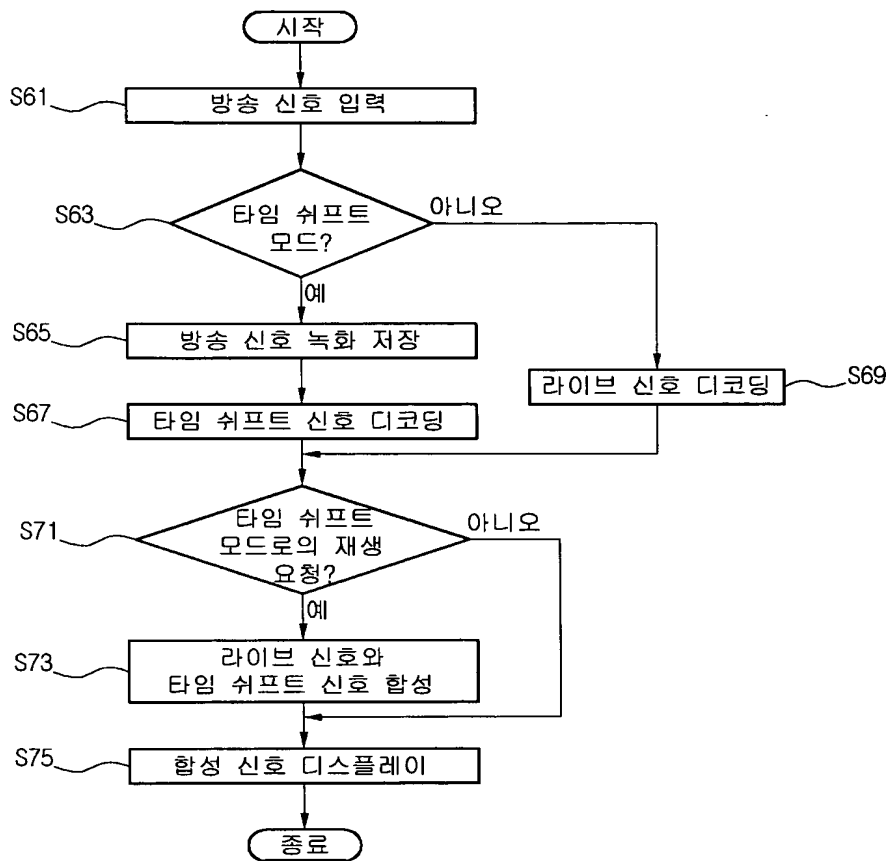 시작
S61
방송 신호 입력
S63
타임 쉬프트
모드?
아니오
예
S65
방송 신호 녹화 저장
S67
타임 쉬프트 신호 디코딩
라이브 신호 디코딩
S69
S71
타임 쉬프트
모드로의 재생
요청?
아니오
예
S73
라이브 신호와
타임 쉬프트 신호 합성
S75
합성 신호 디스플레이
종료